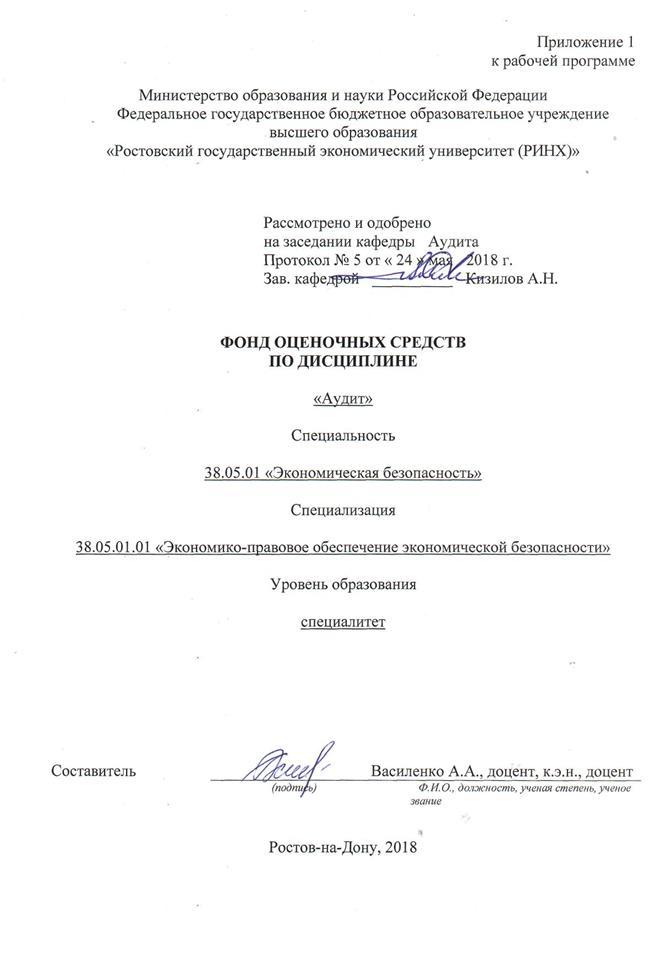 Приложение 1
к рабочей программе
Министерство образования и науки Российской Федерации
Федеральное государственное бюджетное образовательное учреждение
высшего образования
«Ростовский государственный экономический университет (РИНХ)»
Рассмотрено и одобрено
на заседании кафедры Аудита
Протокол № 5 от « 24 » мая 2018 г.
Зав. кафедрой ___________ Кизилов А.Н.
ФОНД ОЦЕНОЧНЫХ СРЕДСТВ
ПО ДИСЦИПЛИНЕ
«Аудит»
Специальность
38.05.01 «Экономическая безопасность»
Специализация
38.05.01.01 «Экономико-правовое обеспечение экономической безопасности»
Уровень образования
специалитет
Составитель Василенко А.А., доцент, к.э.н., доцент
(подпись) Ф.И.О., должность, ученая степень, ученое
звание
Ростов-на-Дону, 2018